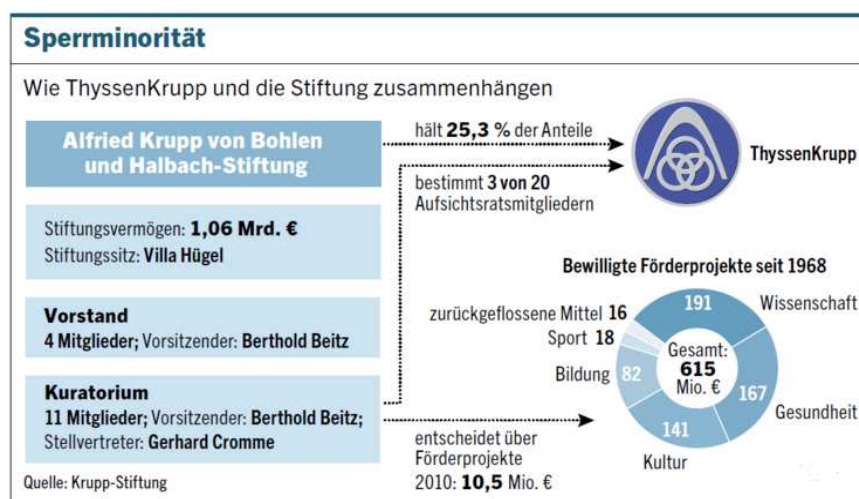 Sperrminorität
Wie ThyssenKrupp und die Stiftung zusammenhängen
Alfried Krupp von Bohlen
und Halbach-Stiftung
Stiftungsvermögen: 1,06 Mrd. €
Stiftungssitz: Villa Hügel
Vorstand
4 Mitglieder; Vorsitzender: Berthold Beitz
Kuratorium
11 Mitglieder; Vorsitzender: Berthold Beitz;
Stellvertreter: Gerhard Cromme
Quelle: Krupp-Stiftung
hält 25,3 % der Anteile
bestimmt 3 von 20
Aufsichtsratsmitgliedern
ThyssenKrupp
entscheidet über
Förderprojekte
2010: 10,5 Mio. €
Bewilligte Förderprojekte seit 1968
zurückgeflossene Mittel 16
Sport 18
Bildung 82
Kultur 141
Gesundheit 167
Wissenschaft 191
Gesamt:
615
Mio. €